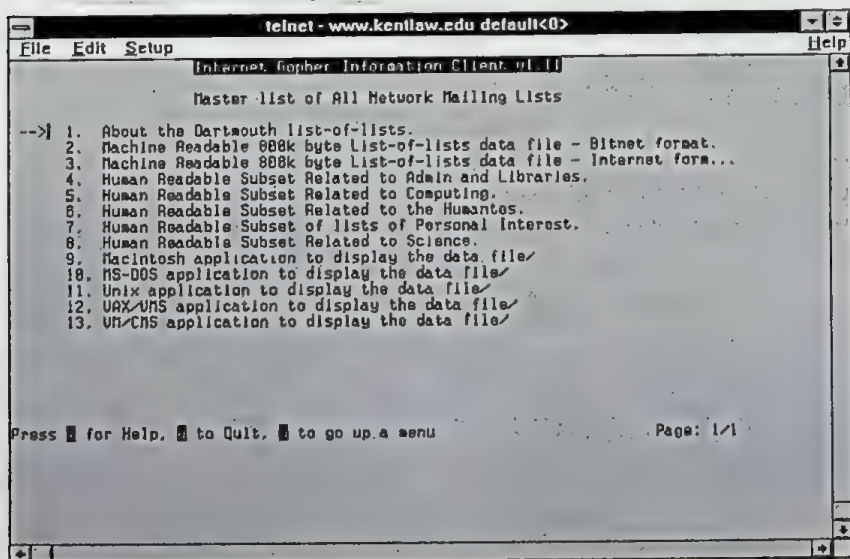 telnet - www.kentlaw.edu default<0>
File Edit Setup Help
Internet Gopher Information Client v1.11
Master list of All Network Mailing Lists
-->| 1. About the Dartmouth list-of-lists.
2. Machine Readable 808k byte List-of-lists data file - Bitnet format.
3. Machine Readable 808k byte List-of-lists data file - Internet form...
4. Human Readable Subset Related to Admin and Libraries.
5. Human Readable Subset Related to Computing.
6. Human Readable Subset Related to the Humantos.
7. Human Readable Subset of lists of Personal Interest.
8. Human Readable Subset Related to Science.
9. Macintosh application to display the data file/
10. MS-DOS application to display the data file/
11. Unix application to display the data file/
12. VAX/VMS application to display the data file/
13. VM/CMS application to display the data file/
Press for Help, to Quit, to go up a menu Page: 1/1